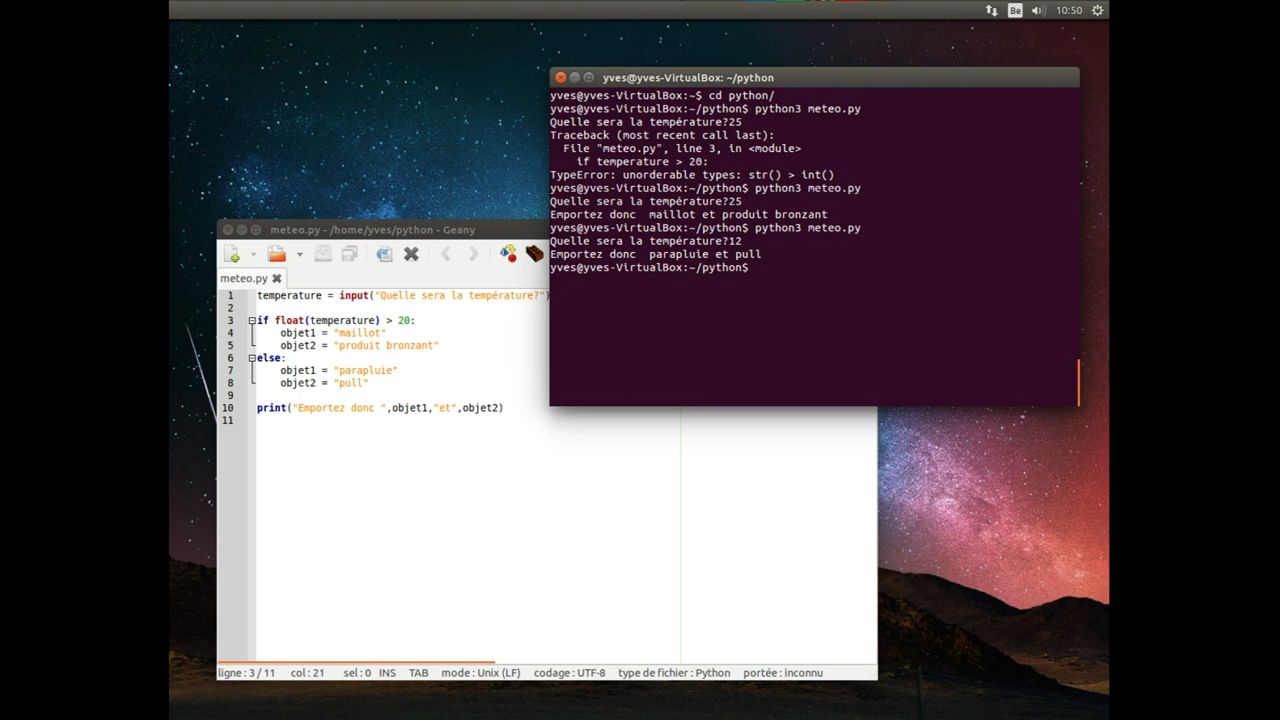 Be 10:50
yves@yves-VirtualBox: ~/python
yves@yves-VirtualBox:~$ cd python/
yves@yves-VirtualBox:~/python$ python3 meteo.py
Quelle sera la température?25
Traceback (most recent call last):
  File "meteo.py", line 3, in <module>
    if temperature > 20:
TypeError: unorderable types: str() > int()
yves@yves-VirtualBox:~/python$ python3 meteo.py
Quelle sera la température?25
Emportez donc  maillot et produit bronzant
yves@yves-VirtualBox:~/python$ python3 meteo.py
Quelle sera la température?12
Emportez donc  parapluie et pull
yves@yves-VirtualBox:~/python$
meteo.py - /home/yves/python - Geany
meteo.py
1 temperature = input("Quelle sera la température?")
2
3 if float(temperature) > 20:
4     objet1 = "maillot"
5     objet2 = "produit bronzant"
6 else:
7     objet1 = "parapluie"
8     objet2 = "pull"
9
10 print("Emportez donc ",objet1,"et",objet2)
11
ligne : 3 / 11 col : 21 sel : 0 INS TAB mode : Unix (LF) codage : UTF-8 type de fichier : Python portée : inconnu